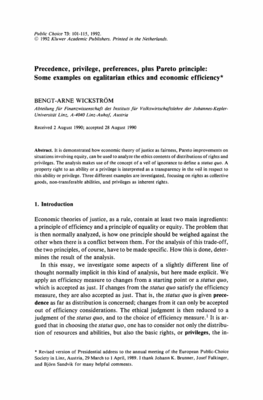 Public Choice 73: 101-115, 1992.
© 1992 Kluwer Academic Publishers. Printed in the Netherlands.
Precedence, privilege, preferences, plus Pareto principle:
Some examples on egalitarian ethics and economic efficiency*
BENGT-ARNE WICKSTRÖM
Abteilung für Finanzwissenschaft der Institute für Volkswirtschaftslehre der Johannes-Kepler-
Universität Linz, A-4040 Linz-Auhof, Austria
Received 2 August 1990; accepted 28 August 1990
Abstract. It is demonstrated how economic theory of justice as fairness, Pareto improvements on
situations involving equity, can be used to analyze the ethics contents of distributions of rights and
privileges. The analysis makes use of the concept of a veil of ignorance to define a status quo. A
property right to an ability or a privilege is interpreted as a transparency in the veil in respect to
this ability or privilege. Three different examples are investigated, focusing on rights as collective
goods, non-transferable abilities, and privileges as inherent rights.
1. Introduction
Economic theories of justice, as a rule, contain at least two main ingredients:
a principle of efficiency and a principle of equality or equity. The problem that
is then normally analyzed, is how one principle should be weighed against the
other when there is a conflict between them. For the analysis of this trade-off,
the two principles, of course, have to be made specific. How this is done, deter-
mines the result of the analysis.
In this essay, we investigate some aspects of a slightly different line of
thought normally implicit in this kind of analysis, but here made explicit. We
apply an efficiency measure to changes from a starting point or a status quo,
which is accepted as just. If changes from the status quo satisfy the efficiency
measure, they are also accepted as just. That is, the status quo is given prece-
dence as far as distribution is concerned; changes from it can only be accepted
out of efficiency considerations. The ethical judgment is then reduced to a
judgment of the status quo, and to the choice of efficiency measure.¹ It is ar-
gued that in choosing the status quo, one has to consider not only the distribu-
tion of resources and abilities, but also the basic rights, or privileges, the in-
* Revised version of Presidential address to the annual meeting of the European Public-Choice
Society in Linz, Austria, 29 March to 1 April, 1989. I thank Johann K. Brunner, Josef Falkinger,
and Björn Sandvik for many helpful comments.